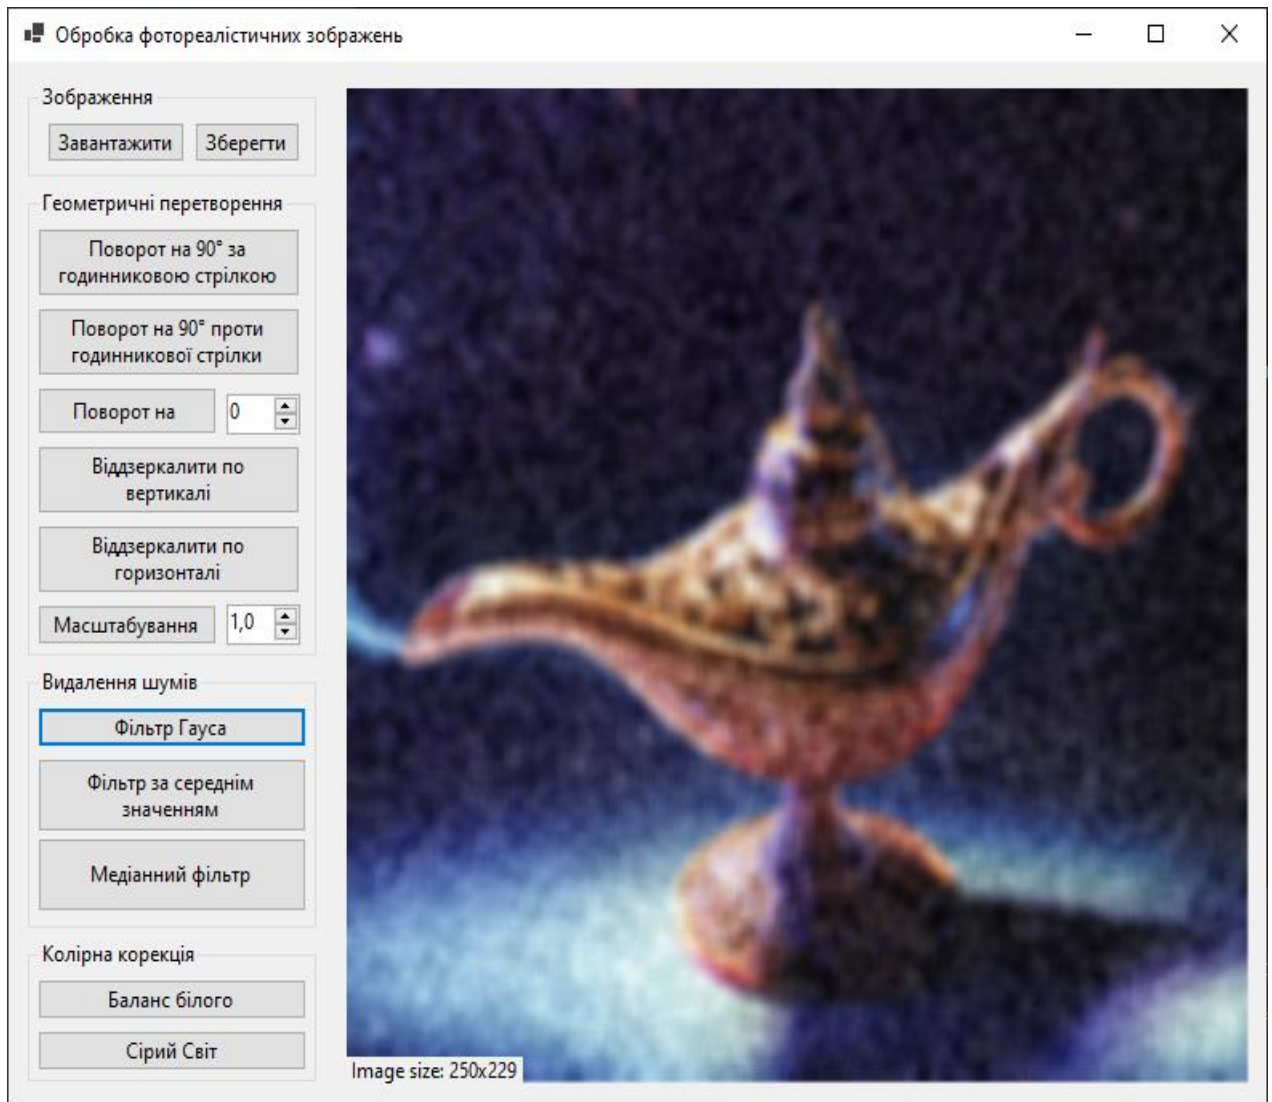 Обробка фотореалістичних зображень
Зображення
Завантажити Зберегти
Геометричні перетворення
Поворот на 90° за
годинниковою стрілкою
Поворот на 90° проти
годинникової стрілки
Поворот на 0
Віддзеркалити по
вертикалі
Віддзеркалити по
горизонталі
Масштабування 1,0
Видалення шумів
Фільтр Гауса
Фільтр за середнім
значенням
Медіанний фільтр
Колірна корекція
Баланс білого
Сірий Світ
Image size: 250x229